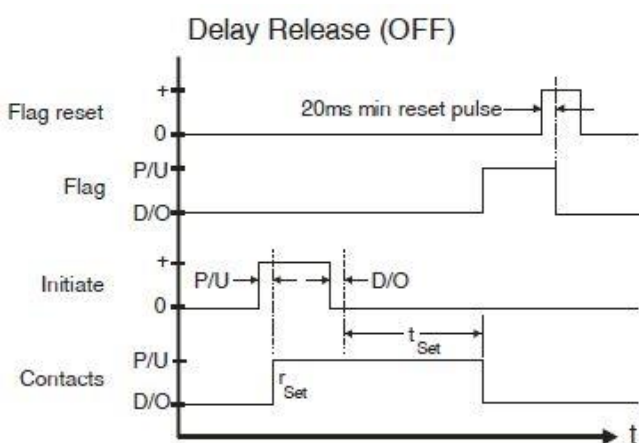 Delay Release (OFF)
Flag reset
+
0
20ms min reset pulse
Flag
P/U
D/O
Initiate
+
0
P/U
D/O
t Set
Contacts
P/U
D/O
r Set
t